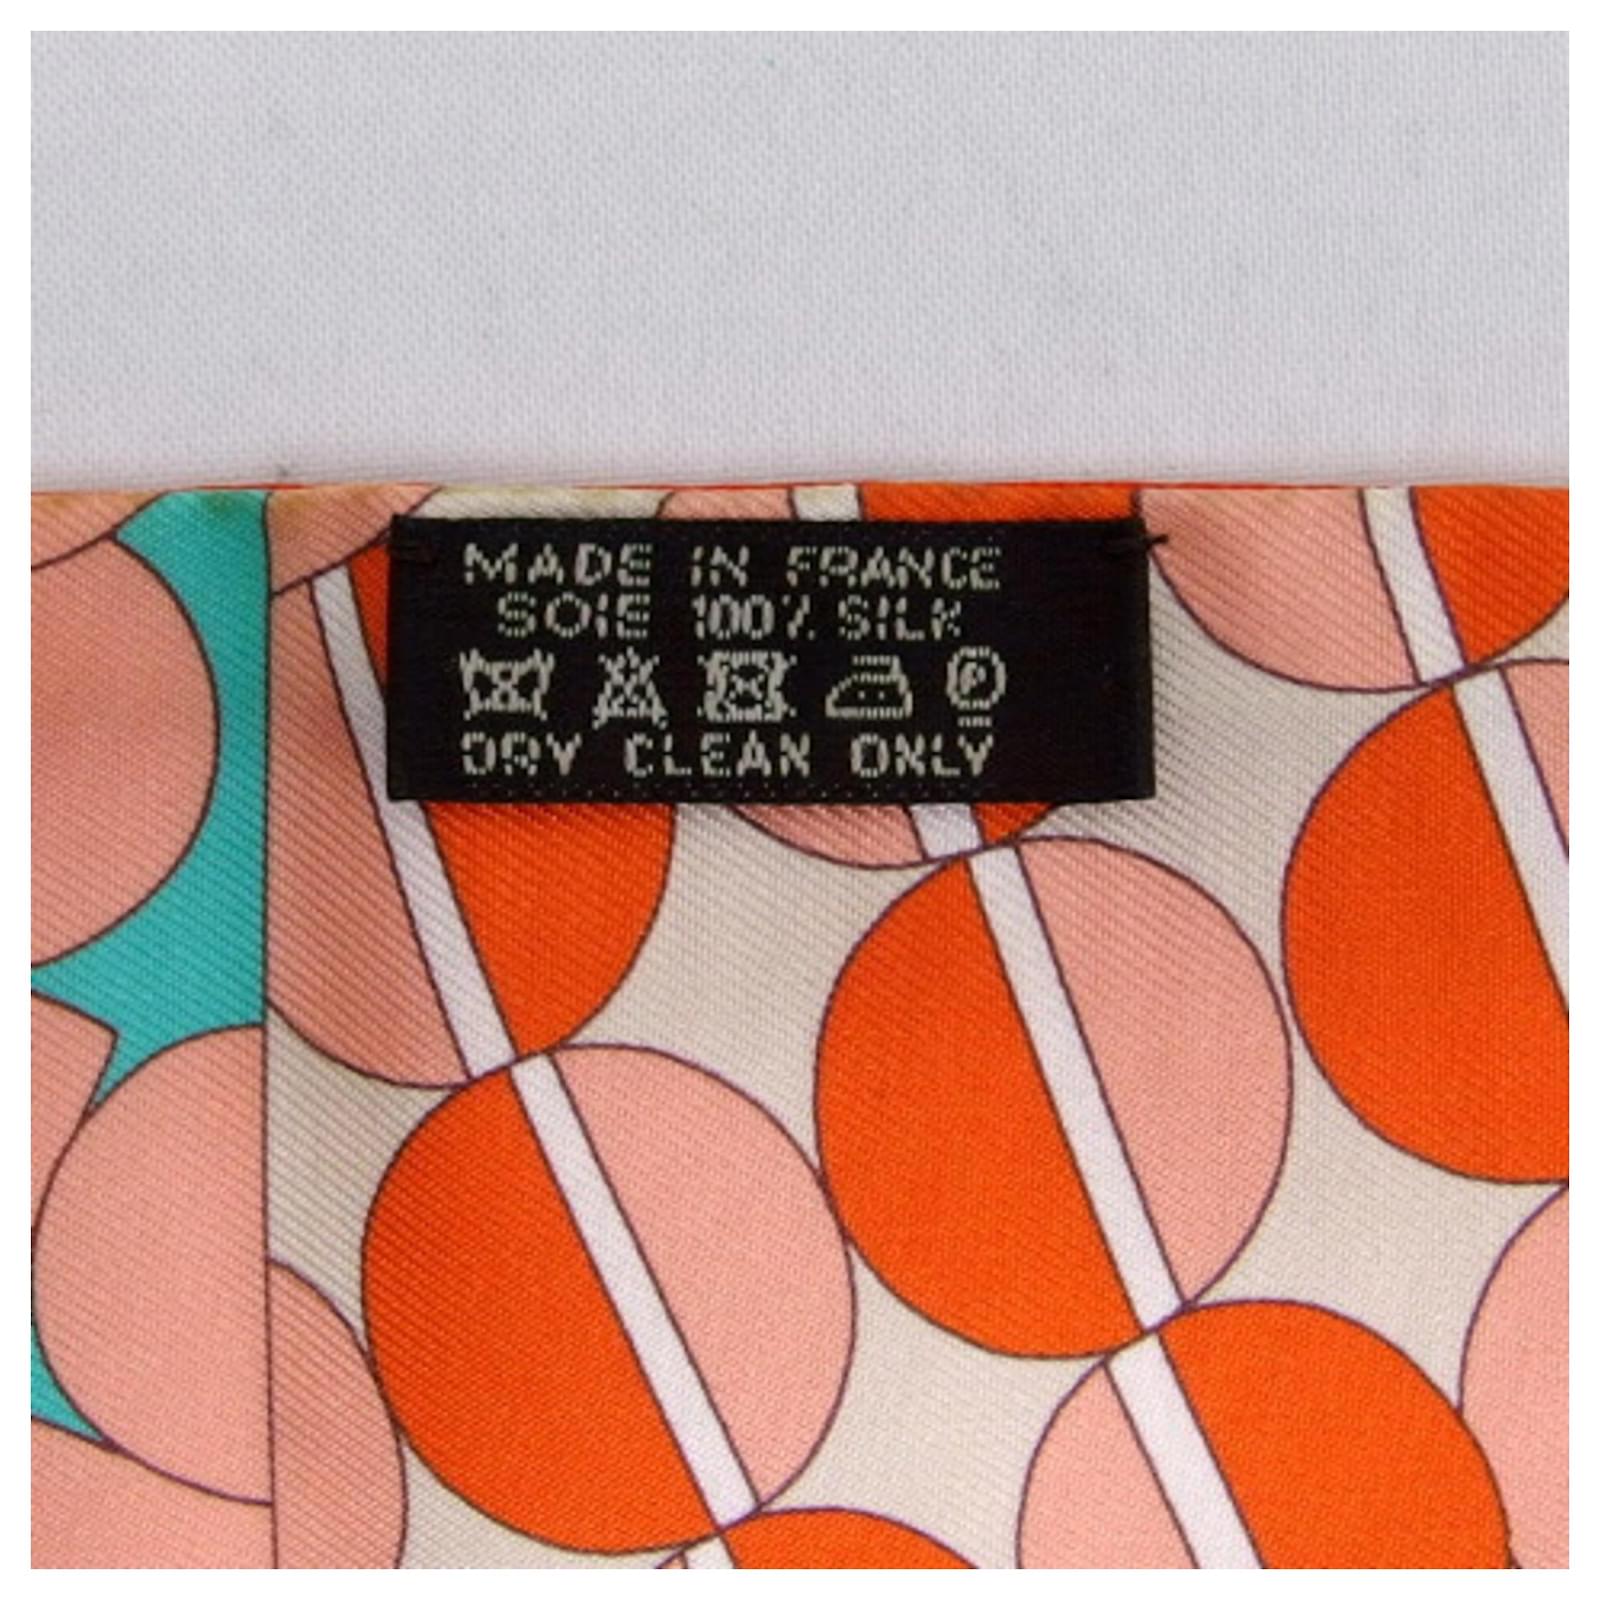 MADE IN FRANCE
SOIE 100% SILK
P
DRY CLEAN ONLY